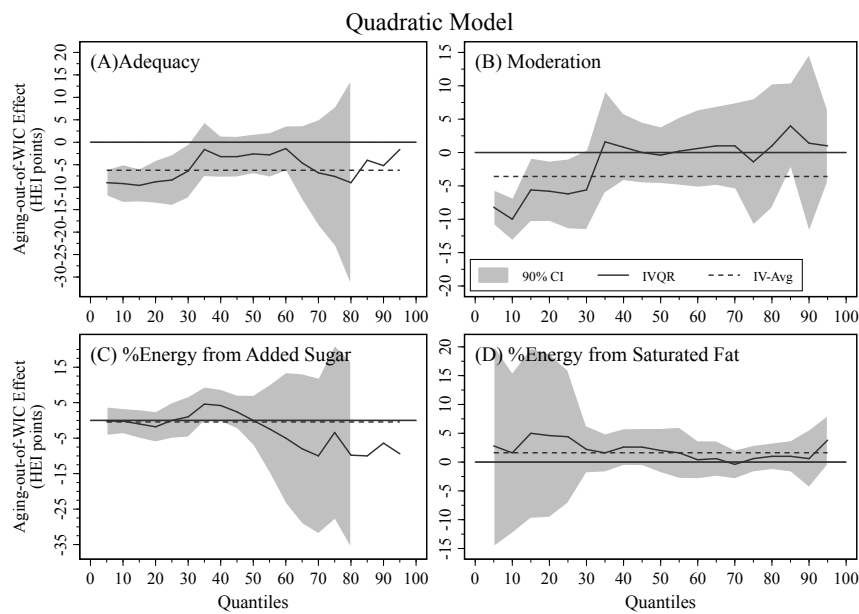 Quadratic Model
(A)Adequacy
(B) Moderation
Aging-out-of-WIC Effect
(HEI points)
20
15
10
5
0
-5
-10
-15
-20
-25
-30
15
10
5
0
-5
-10
-15
-20
90% CI IVQR IV-Avg
0 10 20 30 40 50 60 70 80 90 100
0 10 20 30 40 50 60 70 80 90 100
(C) %Energy from Added Sugar
(D) %Energy from Saturated Fat
Aging-out-of-WIC Effect
(HEI points)
15
5
0
-5
-15
-25
-35
20
15
10
5
0
-5
-10
-15
0 10 20 30 40 50 60 70 80 90 100
0 10 20 30 40 50 60 70 80 90 100
Quantiles
Quantiles